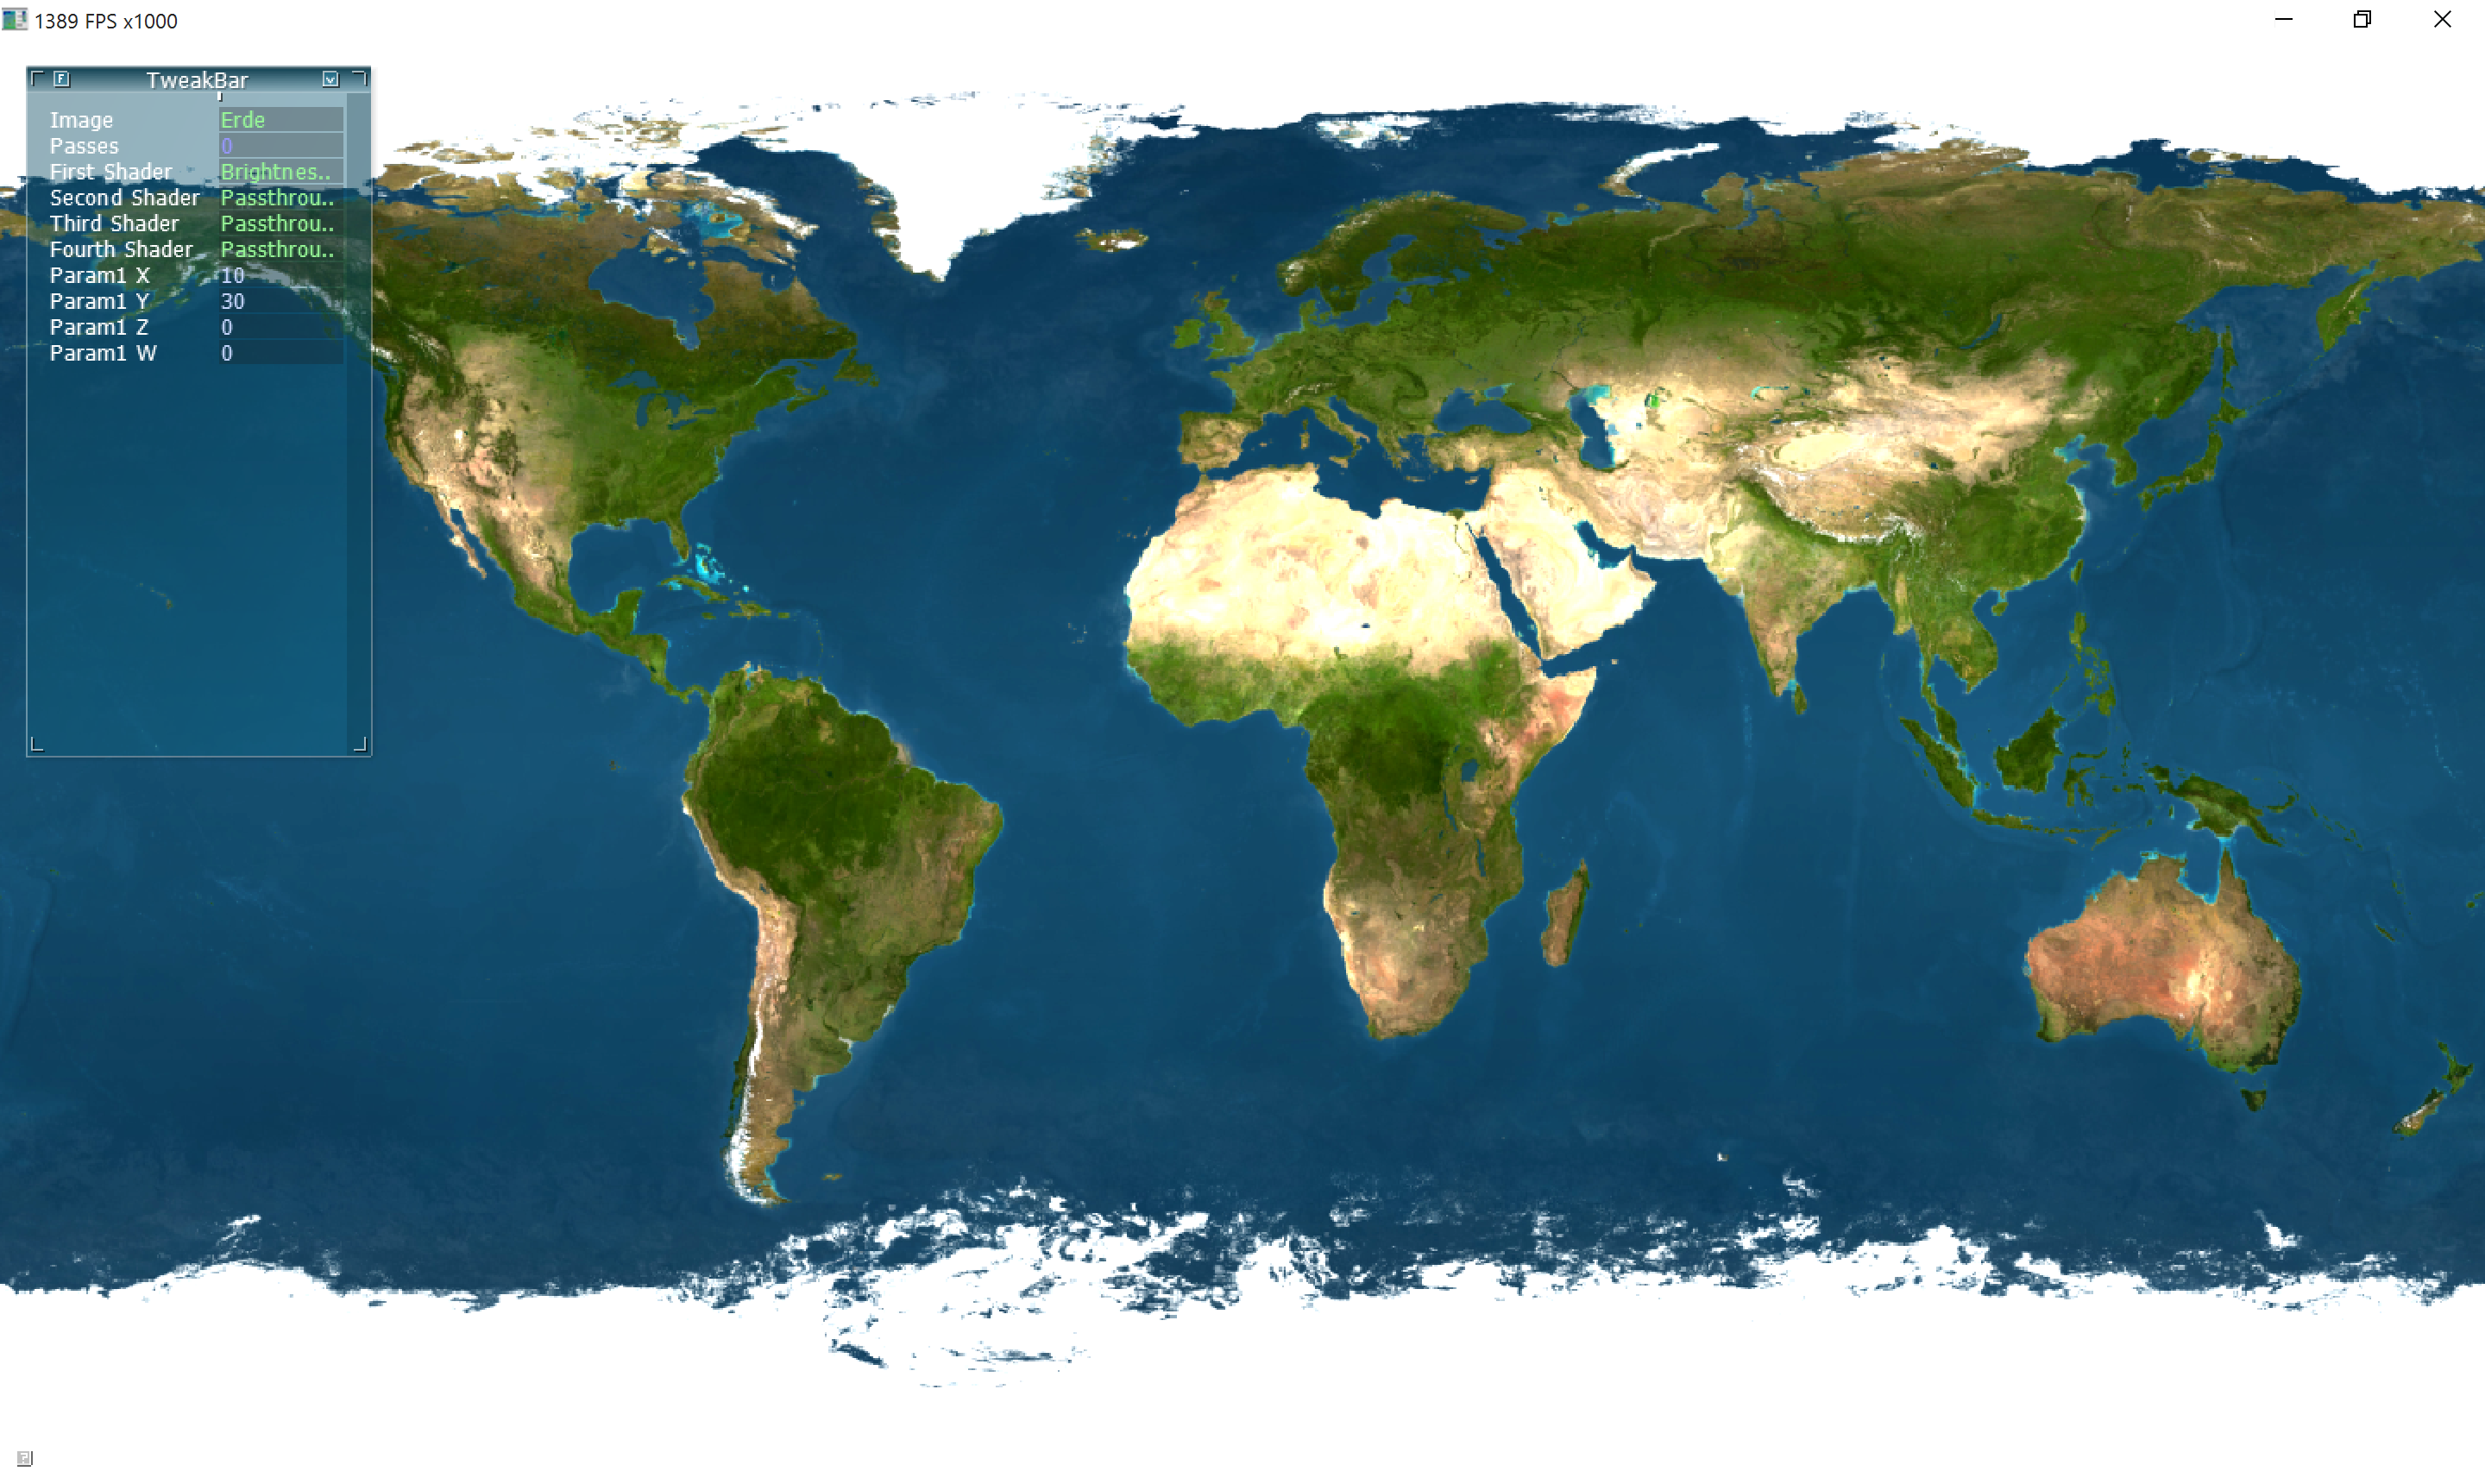 1389 FPS x1000
F TweakBar V
Image Erde
Passes 0
First Shader Brightnes..
Second Shader Passthrou..
Third Shader Passthrou..
Fourth Shader Passthrou..
Param1 X 10
Param1 Y 30
Param1 Z 0
Param1 W 0
?